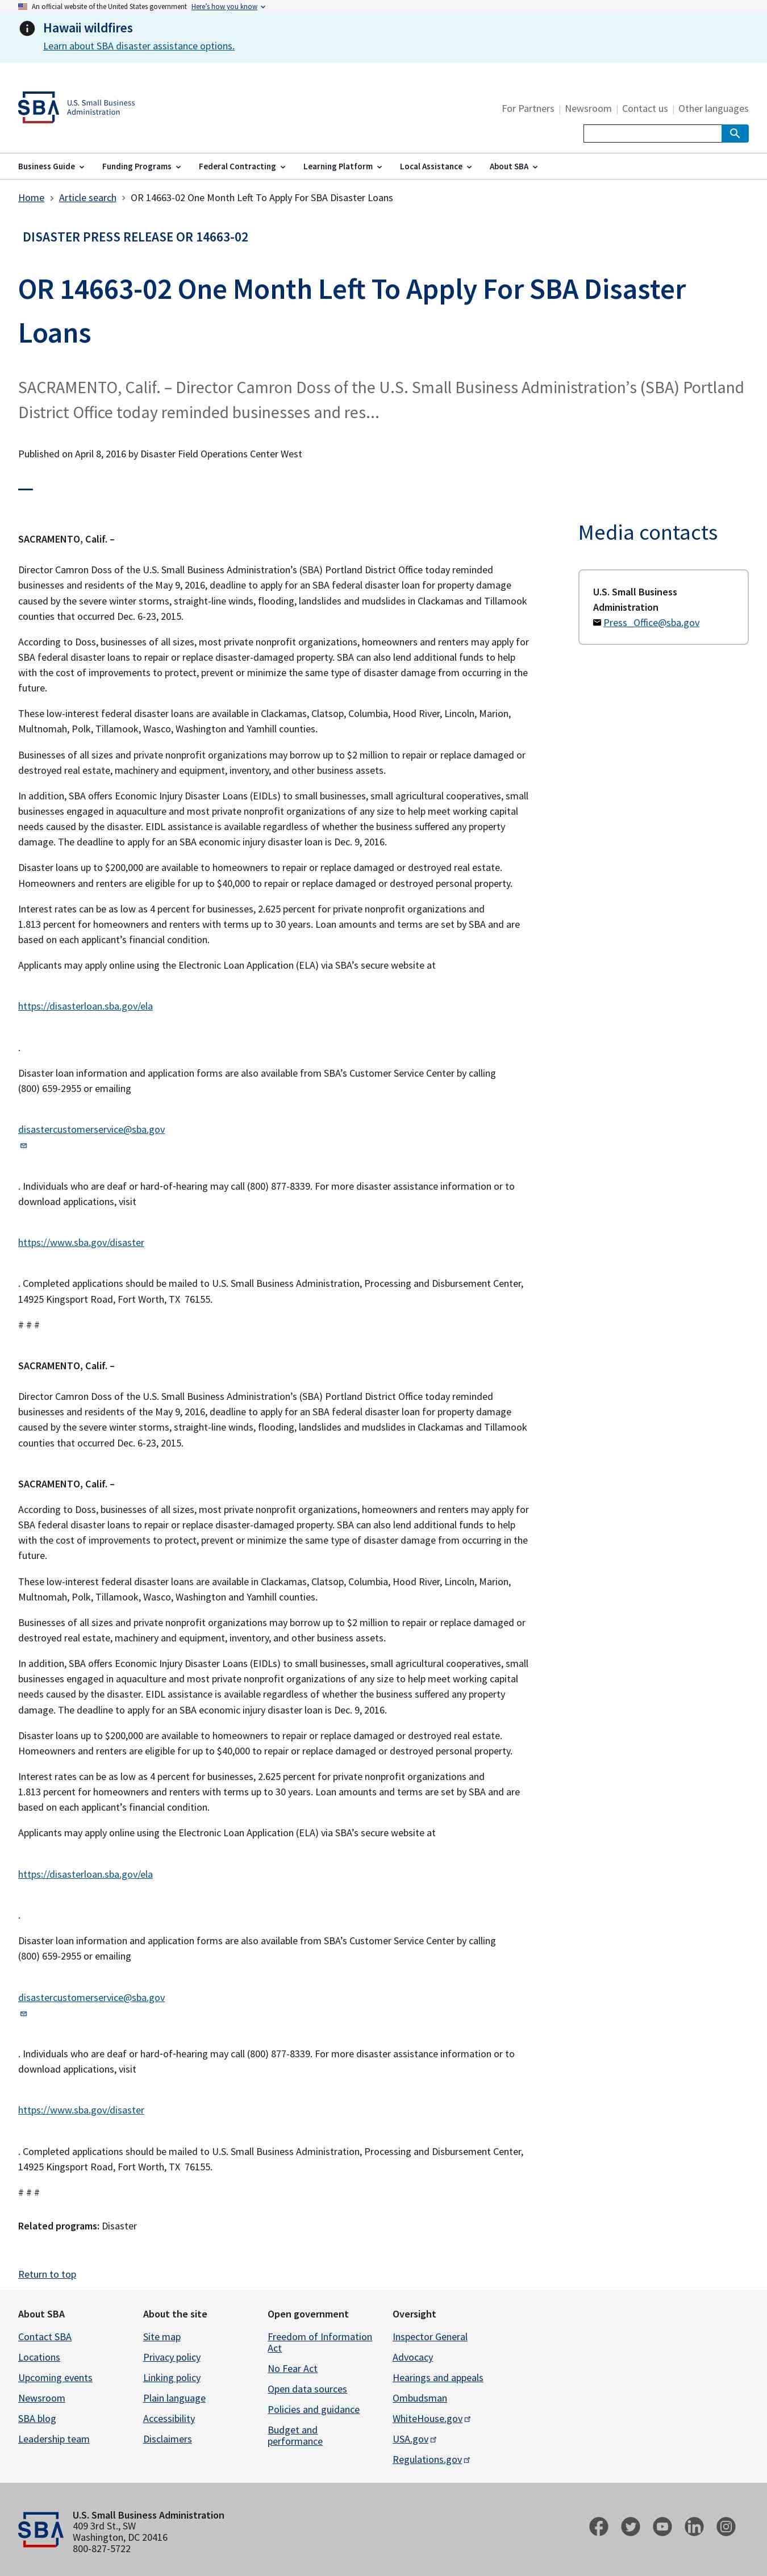 An official website of the United States government Here’s how you know
Hawaii wildfires
Learn about SBA disaster assistance options.
SBA U.S. Small Business
Administration
For Partners | Newsroom | Contact us | Other languages
Business Guide Funding Programs Federal Contracting Learning Platform Local Assistance About SBA
Home > Article search > OR 14663-02 One Month Left To Apply For SBA Disaster Loans
DISASTER PRESS RELEASE OR 14663-02
OR 14663-02 One Month Left To Apply For SBA Disaster
Loans
SACRAMENTO, Calif. – Director Camron Doss of the U.S. Small Business Administration’s (SBA) Portland
District Office today reminded businesses and res...
Published on April 8, 2016 by Disaster Field Operations Center West
SACRAMENTO, Calif. –
Director Camron Doss of the U.S. Small Business Administration’s (SBA) Portland District Office today reminded
businesses and residents of the May 9, 2016, deadline to apply for an SBA federal disaster loan for property damage
caused by the severe winter storms, straight-line winds, flooding, landslides and mudslides in Clackamas and Tillamook
counties that occurred Dec. 6-23, 2015.
According to Doss, businesses of all sizes, most private nonprofit organizations, homeowners and renters may apply for
SBA federal disaster loans to repair or replace disaster-damaged property. SBA can also lend additional funds to help
with the cost of improvements to protect, prevent or minimize the same type of disaster damage from occurring in the
future.
These low-interest federal disaster loans are available in Clackamas, Clatsop, Columbia, Hood River, Lincoln, Marion,
Multnomah, Polk, Tillamook, Wasco, Washington and Yamhill counties.
Businesses of all sizes and private nonprofit organizations may borrow up to $2 million to repair or replace damaged or
destroyed real estate, machinery and equipment, inventory, and other business assets.
In addition, SBA offers Economic Injury Disaster Loans (EIDLs) to small businesses, small agricultural cooperatives, small
businesses engaged in aquaculture and most private nonprofit organizations of any size to help meet working capital
needs caused by the disaster. EIDL assistance is available regardless of whether the business suffered any property
damage. The deadline to apply for an SBA economic injury disaster loan is Dec. 9, 2016.
Disaster loans up to $200,000 are available to homeowners to repair or replace damaged or destroyed real estate.
Homeowners and renters are eligible for up to $40,000 to repair or replace damaged or destroyed personal property.
Interest rates can be as low as 4 percent for businesses, 2.625 percent for private nonprofit organizations and
1.813 percent for homeowners and renters with terms up to 30 years. Loan amounts and terms are set by SBA and are
based on each applicant’s financial condition.
Applicants may apply online using the Electronic Loan Application (ELA) via SBA’s secure website at
https://disasterloan.sba.gov/ela
.
Disaster loan information and application forms are also available from SBA’s Customer Service Center by calling
(800) 659-2955 or emailing
disastercustomerservice@sba.gov
. Individuals who are deaf or hard-of-hearing may call (800) 877-8339. For more disaster assistance information or to
download applications, visit
https://www.sba.gov/disaster
. Completed applications should be mailed to U.S. Small Business Administration, Processing and Disbursement Center,
14925 Kingsport Road, Fort Worth, TX 76155.
# # #
SACRAMENTO, Calif. –
Director Camron Doss of the U.S. Small Business Administration’s (SBA) Portland District Office today reminded
businesses and residents of the May 9, 2016, deadline to apply for an SBA federal disaster loan for property damage
caused by the severe winter storms, straight-line winds, flooding, landslides and mudslides in Clackamas and Tillamook
counties that occurred Dec. 6-23, 2015.
SACRAMENTO, Calif. –
According to Doss, businesses of all sizes, most private nonprofit organizations, homeowners and renters may apply for
SBA federal disaster loans to repair or replace disaster-damaged property. SBA can also lend additional funds to help
with the cost of improvements to protect, prevent or minimize the same type of disaster damage from occurring in the
future.
These low-interest federal disaster loans are available in Clackamas, Clatsop, Columbia, Hood River, Lincoln, Marion,
Multnomah, Polk, Tillamook, Wasco, Washington and Yamhill counties.
Businesses of all sizes and private nonprofit organizations may borrow up to $2 million to repair or replace damaged or
destroyed real estate, machinery and equipment, inventory, and other business assets.
In addition, SBA offers Economic Injury Disaster Loans (EIDLs) to small businesses, small agricultural cooperatives, small
businesses engaged in aquaculture and most private nonprofit organizations of any size to help meet working capital
needs caused by the disaster. EIDL assistance is available regardless of whether the business suffered any property
damage. The deadline to apply for an SBA economic injury disaster loan is Dec. 9, 2016.
Disaster loans up to $200,000 are available to homeowners to repair or replace damaged or destroyed real estate.
Homeowners and renters are eligible for up to $40,000 to repair or replace damaged or destroyed personal property.
Interest rates can be as low as 4 percent for businesses, 2.625 percent for private nonprofit organizations and
1.813 percent for homeowners and renters with terms up to 30 years. Loan amounts and terms are set by SBA and are
based on each applicant’s financial condition.
Applicants may apply online using the Electronic Loan Application (ELA) via SBA’s secure website at
https://disasterloan.sba.gov/ela
.
Disaster loan information and application forms are also available from SBA’s Customer Service Center by calling
(800) 659-2955 or emailing
disastercustomerservice@sba.gov
. Individuals who are deaf or hard-of-hearing may call (800) 877-8339. For more disaster assistance information or to
download applications, visit
https://www.sba.gov/disaster
. Completed applications should be mailed to U.S. Small Business Administration, Processing and Disbursement Center,
14925 Kingsport Road, Fort Worth, TX 76155.
# # #
Related programs: Disaster
Media contacts
U.S. Small Business
Administration
Press_Office@sba.gov
Return to top
About SBA
Contact SBA
Locations
Upcoming events
Newsroom
SBA blog
Leadership team
About the site
Site map
Privacy policy
Linking policy
Plain language
Accessibility
Disclaimers
Open government
Freedom of Information
Act
No Fear Act
Open data sources
Policies and guidance
Budget and
performance
Oversight
Inspector General
Advocacy
Hearings and appeals
Ombudsman
WhiteHouse.gov
USA.gov
Regulations.gov
SBA
U.S. Small Business Administration
409 3rd St., SW
Washington, DC 20416
800-827-5722